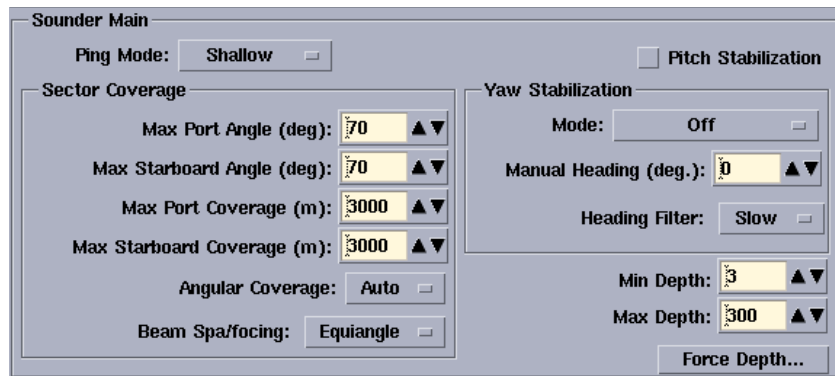 Sounder Main
Ping Mode: Shallow
Pitch Stabilization
Sector Coverage
Max Port Angle (deg): 70
Max Starboard Angle (deg): 70
Max Port Coverage (m): 3000
Max Starboard Coverage (m): 3000
Angular Coverage: Auto
Beam Spa/focing: Equiangle
Yaw Stabilization
Mode: Off
Manual Heading (deg.): 0
Heading Filter: Slow
Min Depth: 3
Max Depth: 300
Force Depth...